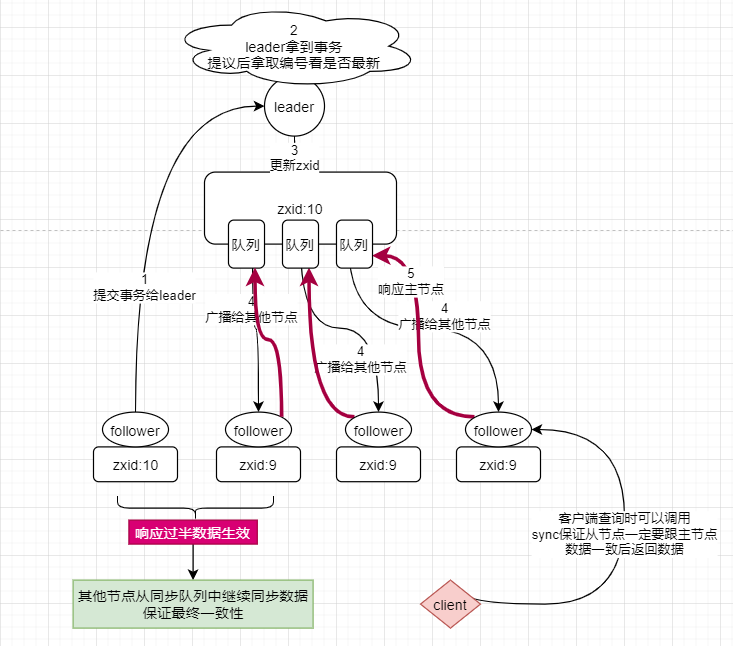 2
leader拿到事务
提议后拿取编号看是否最新
leader
3
更新zxid
zxid:10
队列
队列
队列
1
提交事务给leader
5
响应主节点
4
广播给其他节点
4
广播给其他节点
4
广播给其他节点
follower
follower
follower
follower
zxid:10
zxid:9
zxid:9
zxid:9
响应过半数据生效
客户端查询时可以调用
sync保证从节点一定要跟主节点
数据一致后返回数据
其他节点从同步队列中继续同步数据
保证最终一致性
client